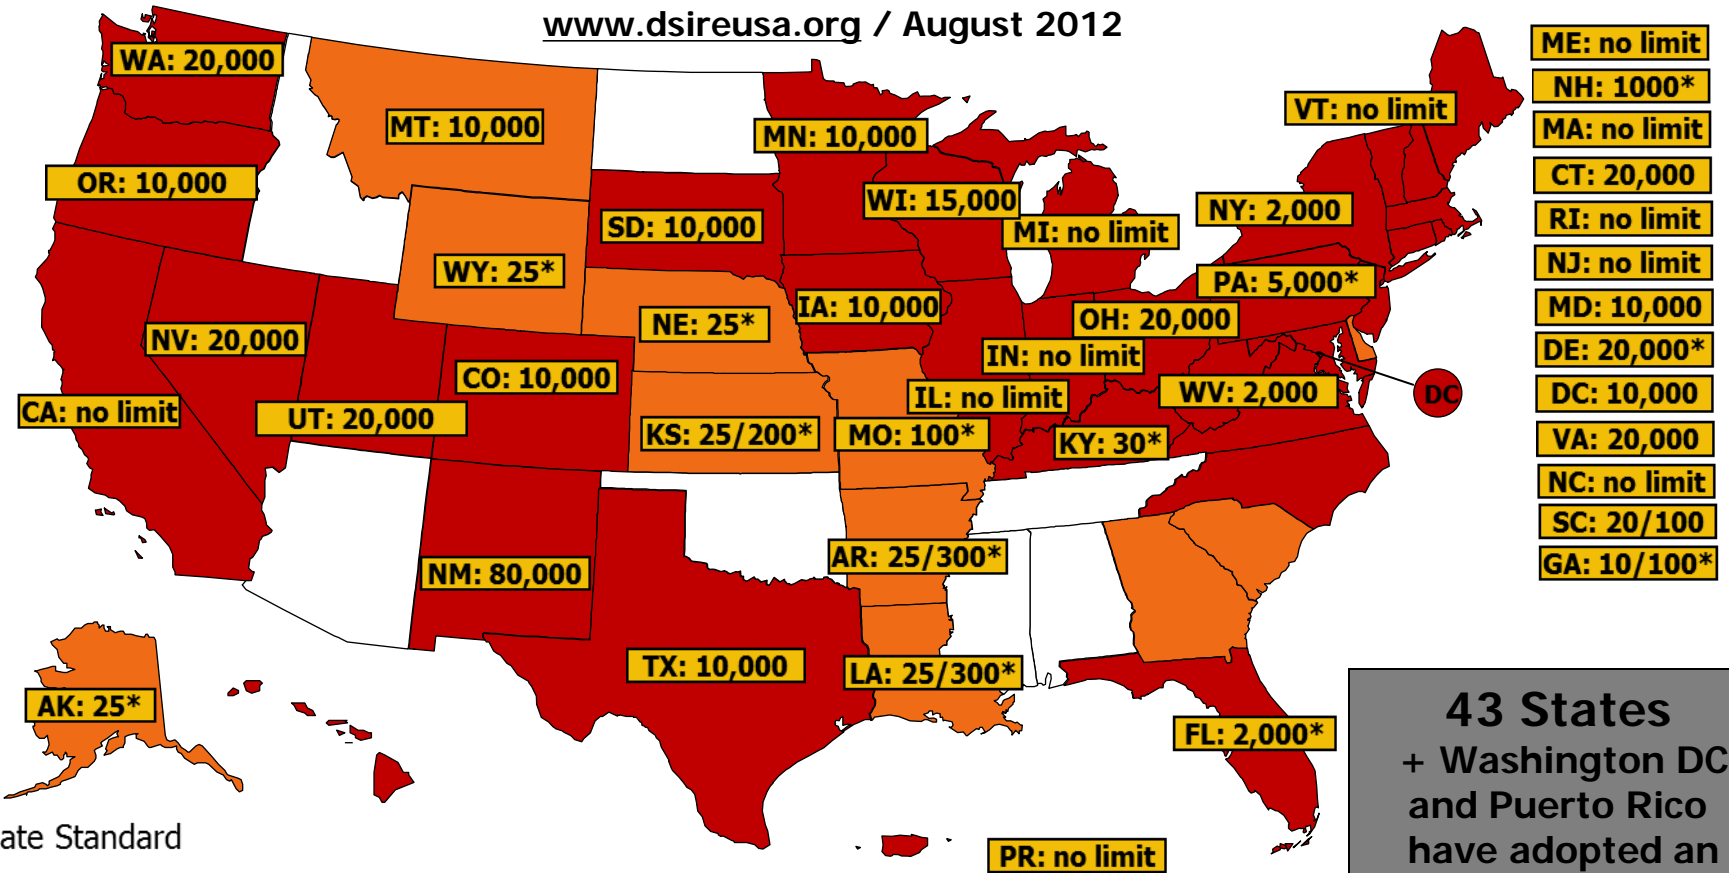 www.dsireusa.org / August 2012
WA: 20,000
MT: 10,000
OR: 10,000
MN: 10,000
VT: no limit
ME: no limit
NH: 1000*
MA: no limit
CT: 20,000
RI: no limit
NJ: no limit
MD: 10,000
DE: 20,000*
DC: 10,000
VA: 20,000
NC: no limit
SC: 20/100
GA: 10/100*
WI: 15,000
SD: 10,000
MI: no limit
NY: 2,000
WY: 25*
PA: 5,000*
NE: 25*
IA: 10,000
OH: 20,000
NV: 20,000
IN: no limit
CO: 10,000
IL: no limit
WV: 2,000
DC
CA: no limit
UT: 20,000
KS: 25/200*
MO: 100*
KY: 30*
NM: 80,000
AR: 25/300*
TX: 10,000
LA: 25/300*
AK: 25*
FL: 2,000*
43 States
+ Washington DC
and Puerto Rico
have adopted an
ate Standard
PR: no limit